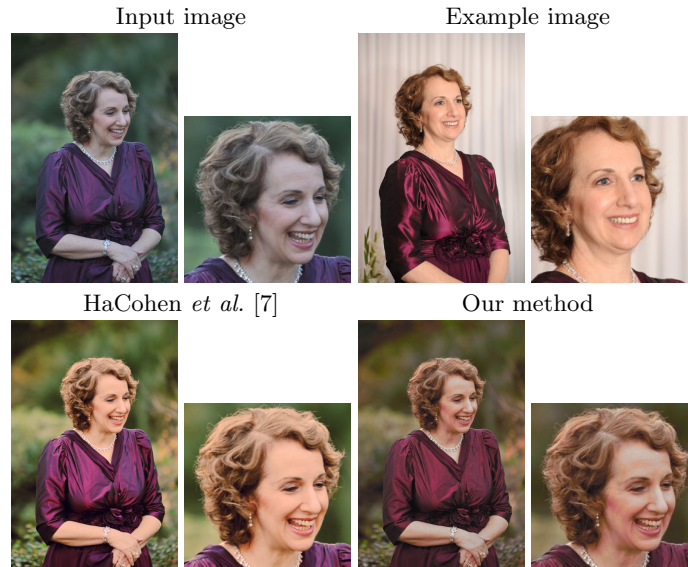 Input image
Example image
HaCohen et al. [7]
Our method